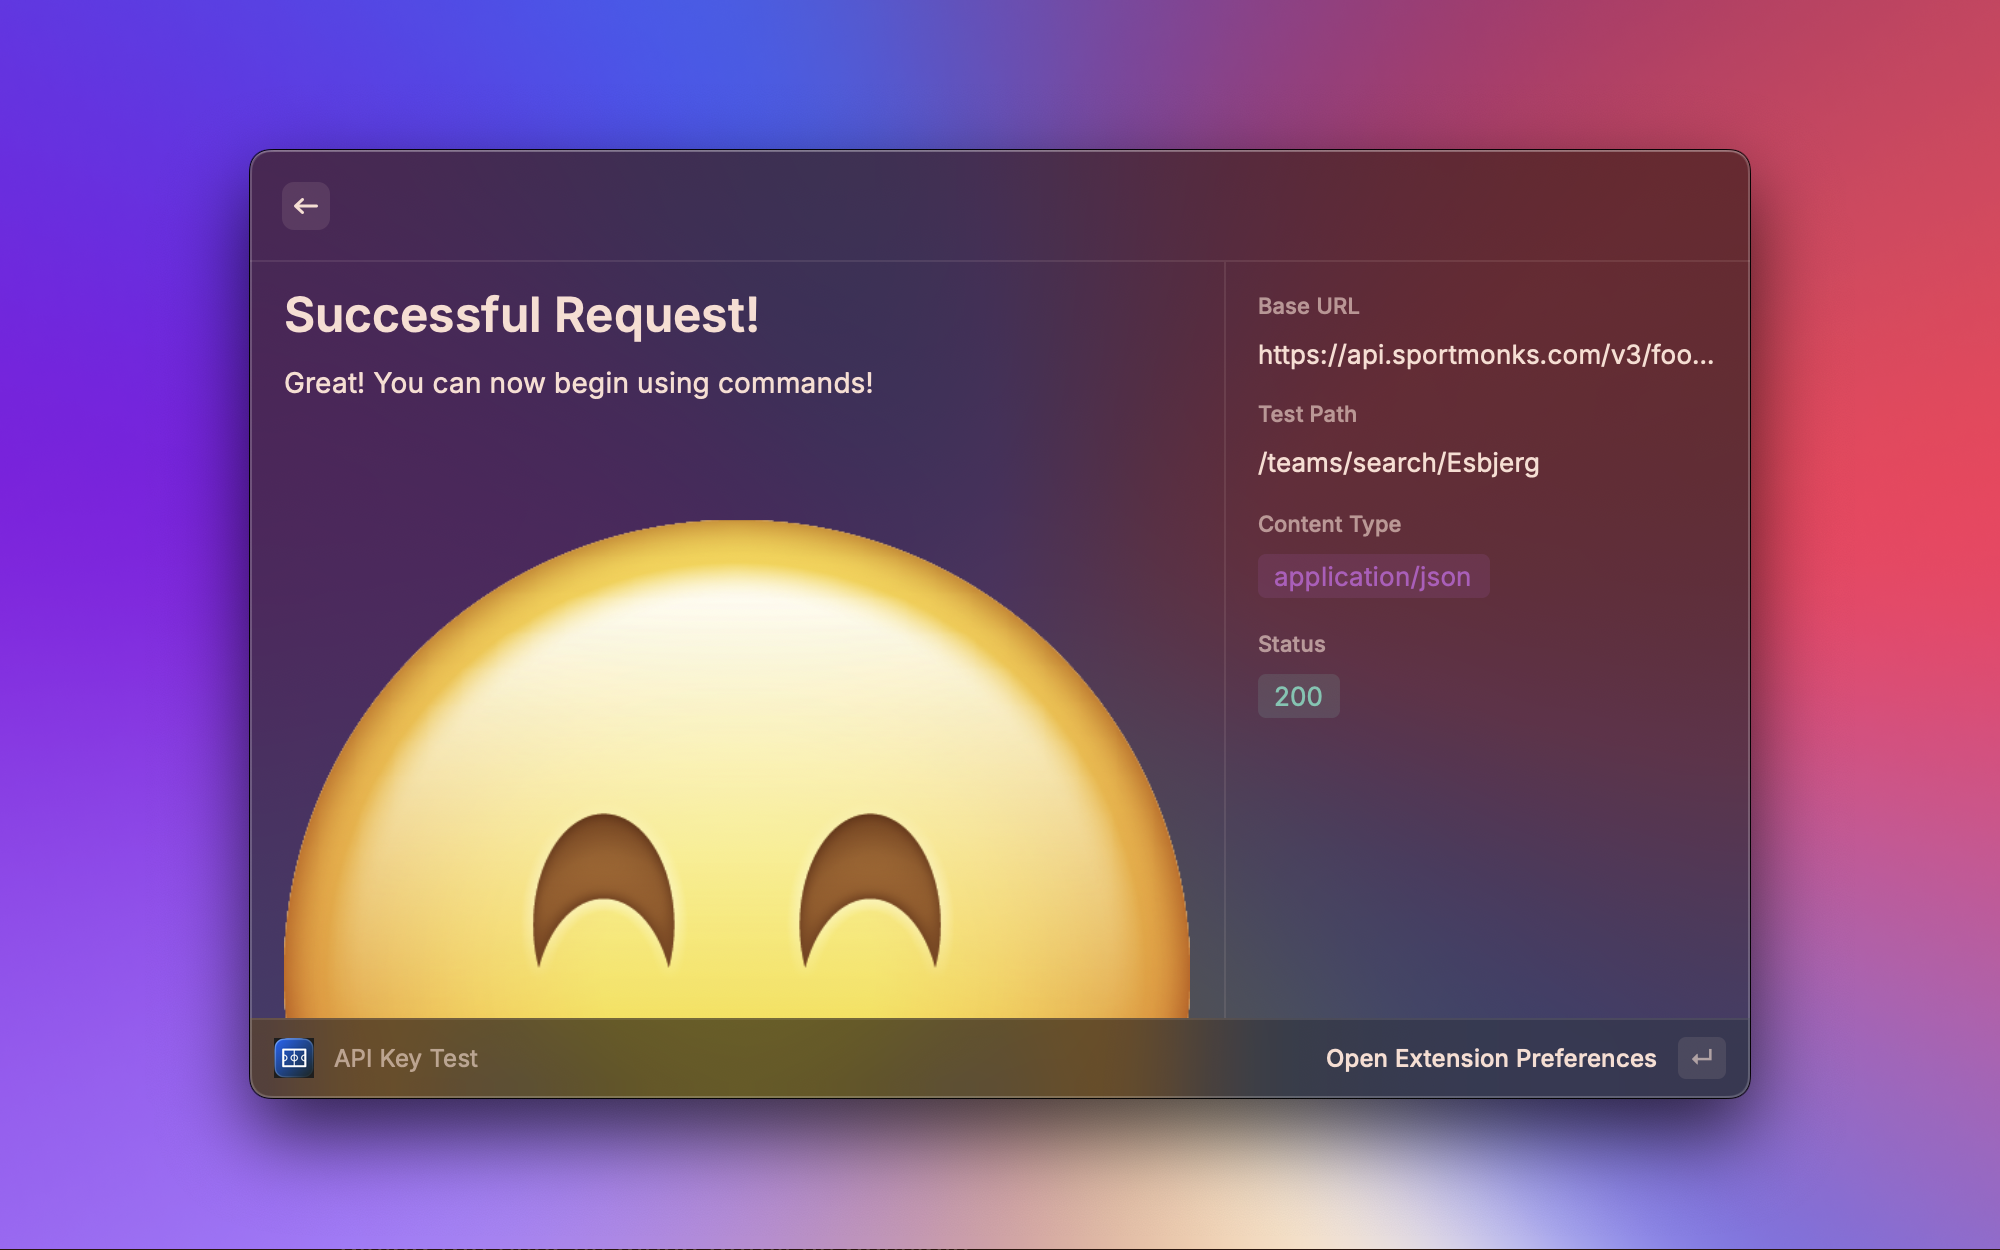 Successful Request!
Great! You can now begin using commands!
Base URL
https://api.sportmonks.com/v3/foo...
Test Path
/teams/search/Esbjerg
Content Type
application/json
Status
200
API Key Test
Open Extension Preferences